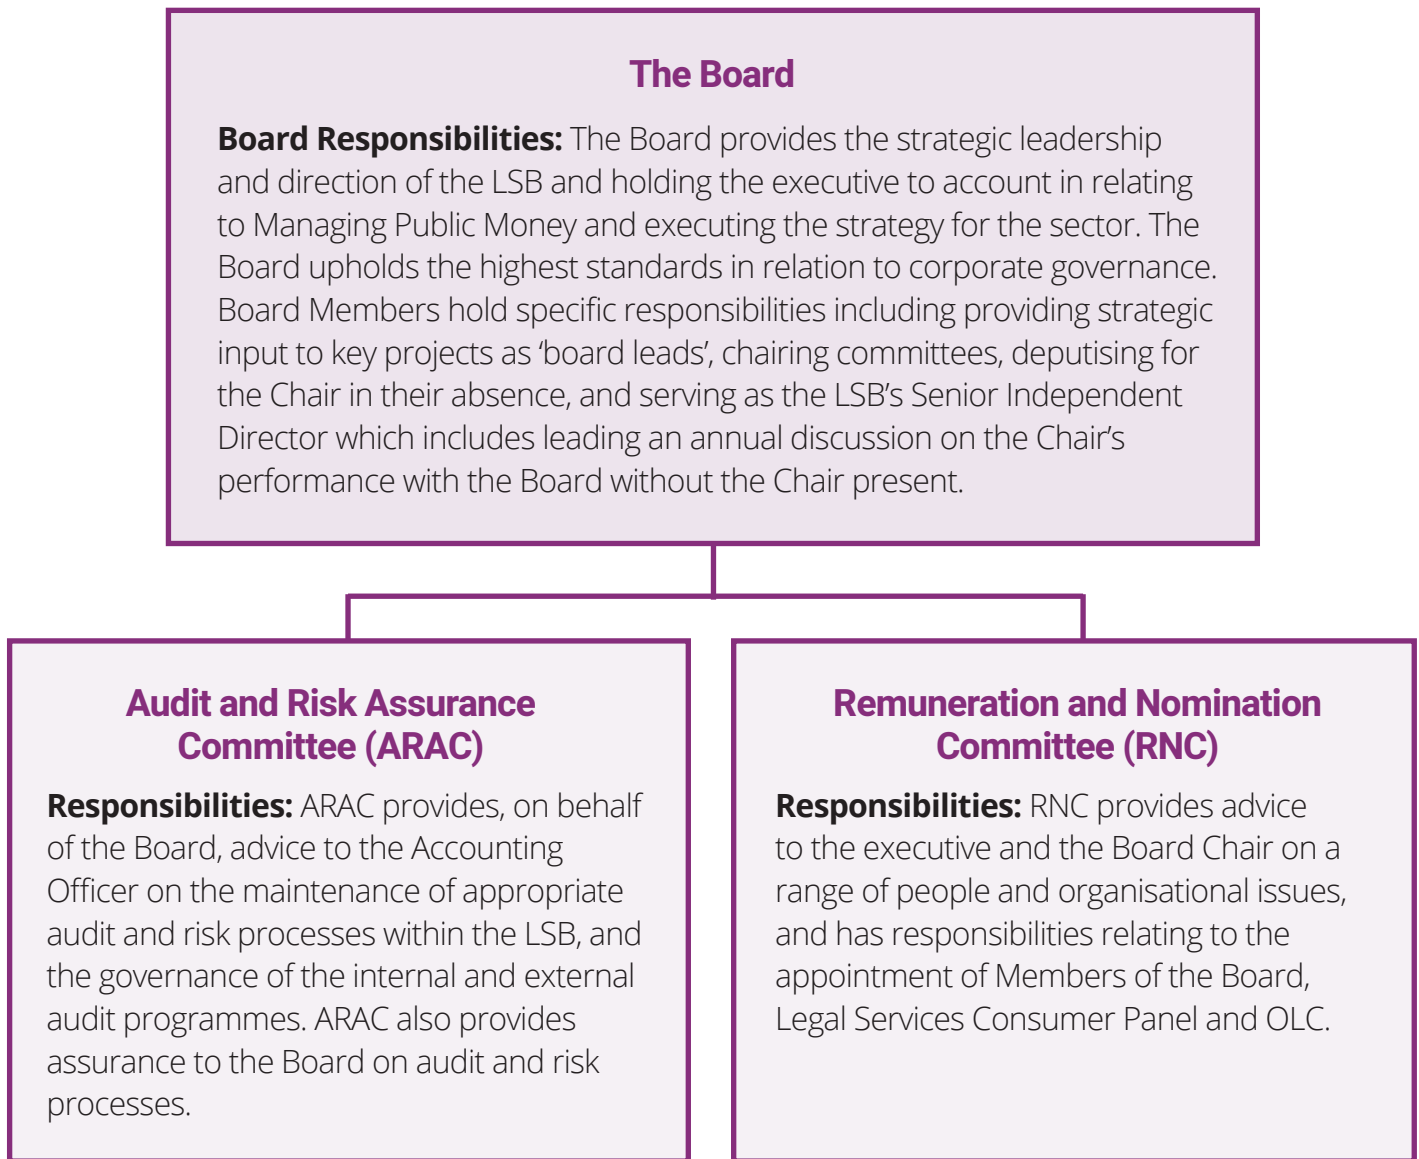 The Board
Board Responsibilities: The Board provides the strategic leadership
and direction of the LSB and holding the executive to account in relating
to Managing Public Money and executing the strategy for the sector. The
Board upholds the highest standards in relation to corporate governance.
Board Members hold specific responsibilities including providing strategic
input to key projects as ‘board leads’, chairing committees, deputising for
the Chair in their absence, and serving as the LSB’s Senior Independent
Director which includes leading an annual discussion on the Chair’s
performance with the Board without the Chair present.
Audit and Risk Assurance
Committee (ARAC)
Responsibilities: ARAC provides, on behalf
of the Board, advice to the Accounting
Officer on the maintenance of appropriate
audit and risk processes within the LSB, and
the governance of the internal and external
audit programmes. ARAC also provides
assurance to the Board on audit and risk
processes.
Remuneration and Nomination
Committee (RNC)
Responsibilities: RNC provides advice
to the executive and the Board Chair on a
range of people and organisational issues,
and has responsibilities relating to the
appointment of Members of the Board,
Legal Services Consumer Panel and OLC.